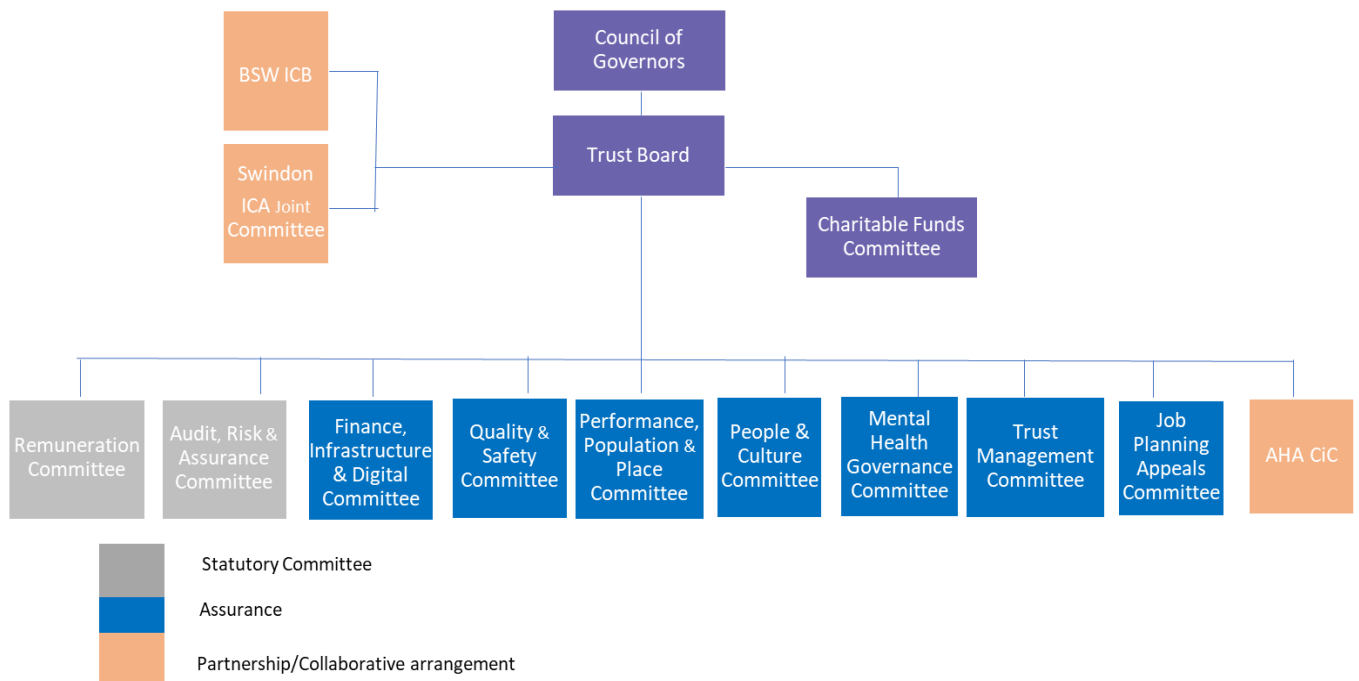 Council of
Governors
BSW ICB
Trust Board
Swindon
ICA Joint
Committee
Charitable Funds
Committee
Remuneration
Committee
Audit, Risk &
Assurance
Committee
Finance,
Infrastructure
& Digital
Committee
Quality &
Safety
Committee
Performance,
Population &
Place
Committee
People &
Culture
Committee
Mental
Health
Governance
Committee
Trust
Management
Committee
Job
Planning
Appeals
Committee
AHA CiC
Statutory Committee
Assurance
Partnership/Collaborative arrangement